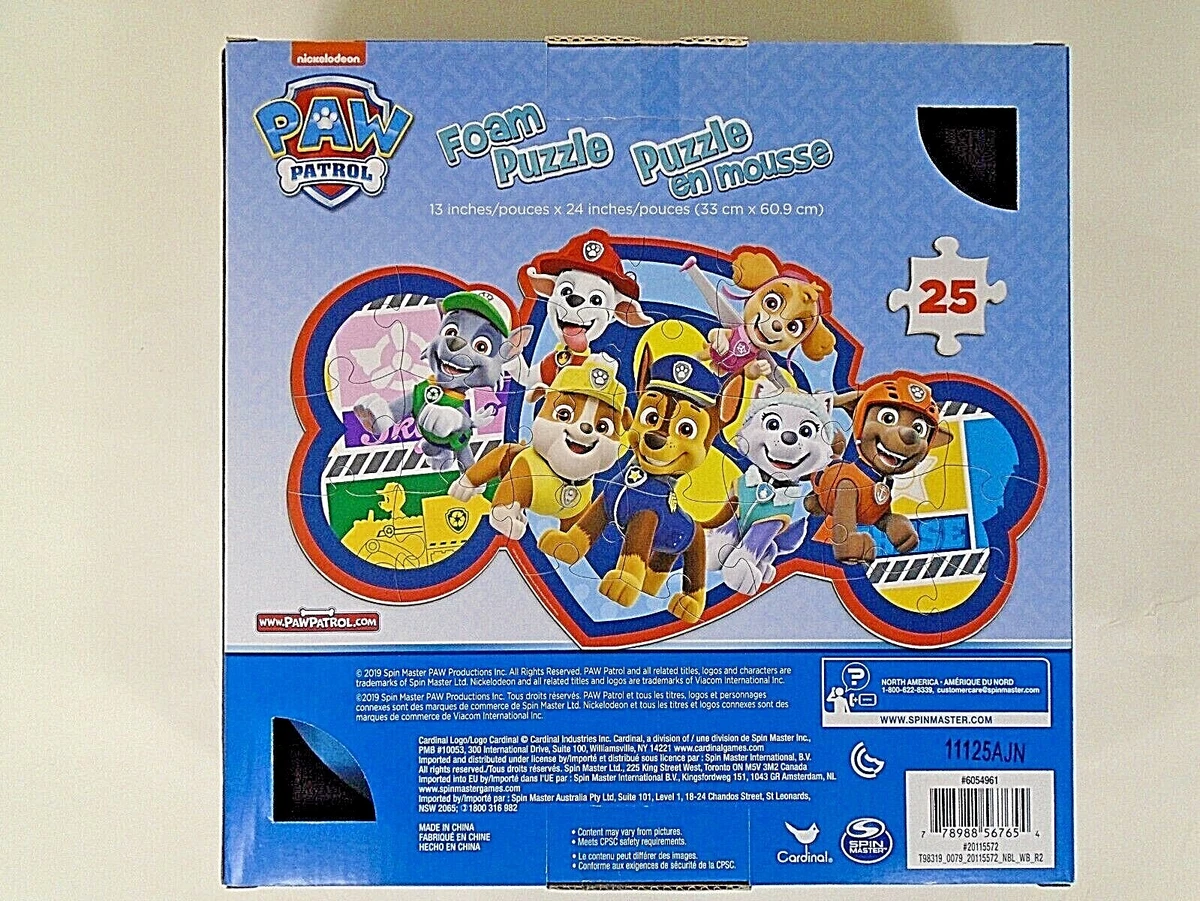 nickelodeon
PAW
PATROL
Foam
Puzzle
Puzzle
en mousse
13 inches/pouces x 24 inches/pouces (33 cm x 60.9 cm)
25
WWW.PAWPATROL.COM
© 2019 Spin Master PAW Productions Inc. All Rights Reserved. PAW Patrol and all related titles, logos and characters are
trademarks of Spin Master Ltd. Nickelodeon and all related titles and logos are trademarks of Viacom International Inc.
©2019 Spin Master PAW Productions Inc. Tous droits réservés. PAW Patrol et tous les titres, logos et personnages
connexes sont des marques de commerce de Spin Master Ltd. Nickelodeon et tous les titres et logos connexes sont des
marques de commerce de Viacom International Inc.
NORTH AMERICA • AMÉRIQUE DU NORD
1-800-622-8339, customercare@spinmaster.com
WWW.SPINMASTER.COM
Cardinal Logo/Logo Cardinal © Cardinal Industries Inc. Cardinal, a division of / une division de Spin Master Inc.,
PMB #10053, 300 International Drive, Suite 100, Williamsville, NY 14221 www.cardinalgames.com
Imported and distributed under licence by/Importé et distribué sous licence par : Spin Master International, B.V.
All rights reserved./Tous droits réservés. Spin Master Ltd., 225 King Street West, Toronto ON M5V 3M2 Canada
Imported into EU by/Importé dans l'UE par : Spin Master International B.V., Kingsfordweg 151, 1043 GR Amsterdam, NL
www.spinmastergames.com
Imported by/Importé par : Spin Master Australia Pty Ltd, Suite 101, Level 1, 18-24 Chandos Street, St Leonards,
NSW 2065; 1800 316 982
11125AJN
MADE IN CHINA
FABRIQUÉ EN CHINE
HECHO EN CHINA
• Content may vary from pictures.
• Meets CPSC safety requirements.
• Le contenu peut différer des images.
• Conforme aux exigences de sécurité de la CPSC.
Cardinal®
SPIN
MASTER
#6054961
7 78988 56765 4
#20115572
T98319_0079_20115572_NBL_WB_R2